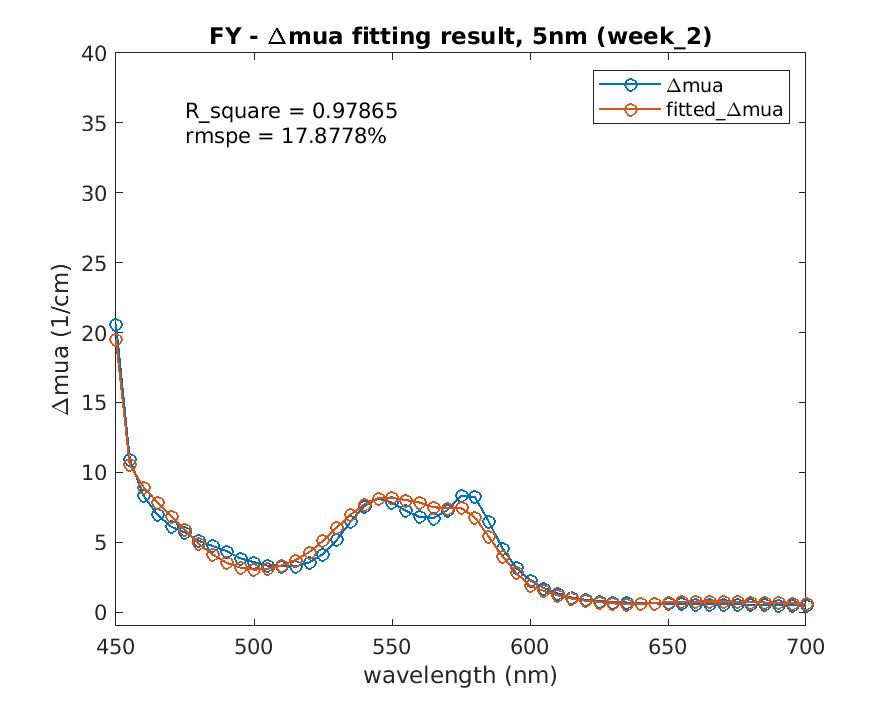 FY - Δmua fitting result, 5nm (week_2)
R_square = 0.97865
rmspe = 17.8778%
Δmua
fitted_Δmua
Δmua (1/cm)
40
35
30
25
20
15
10
5
0
450
500
550
600
650
700
wavelength (nm)